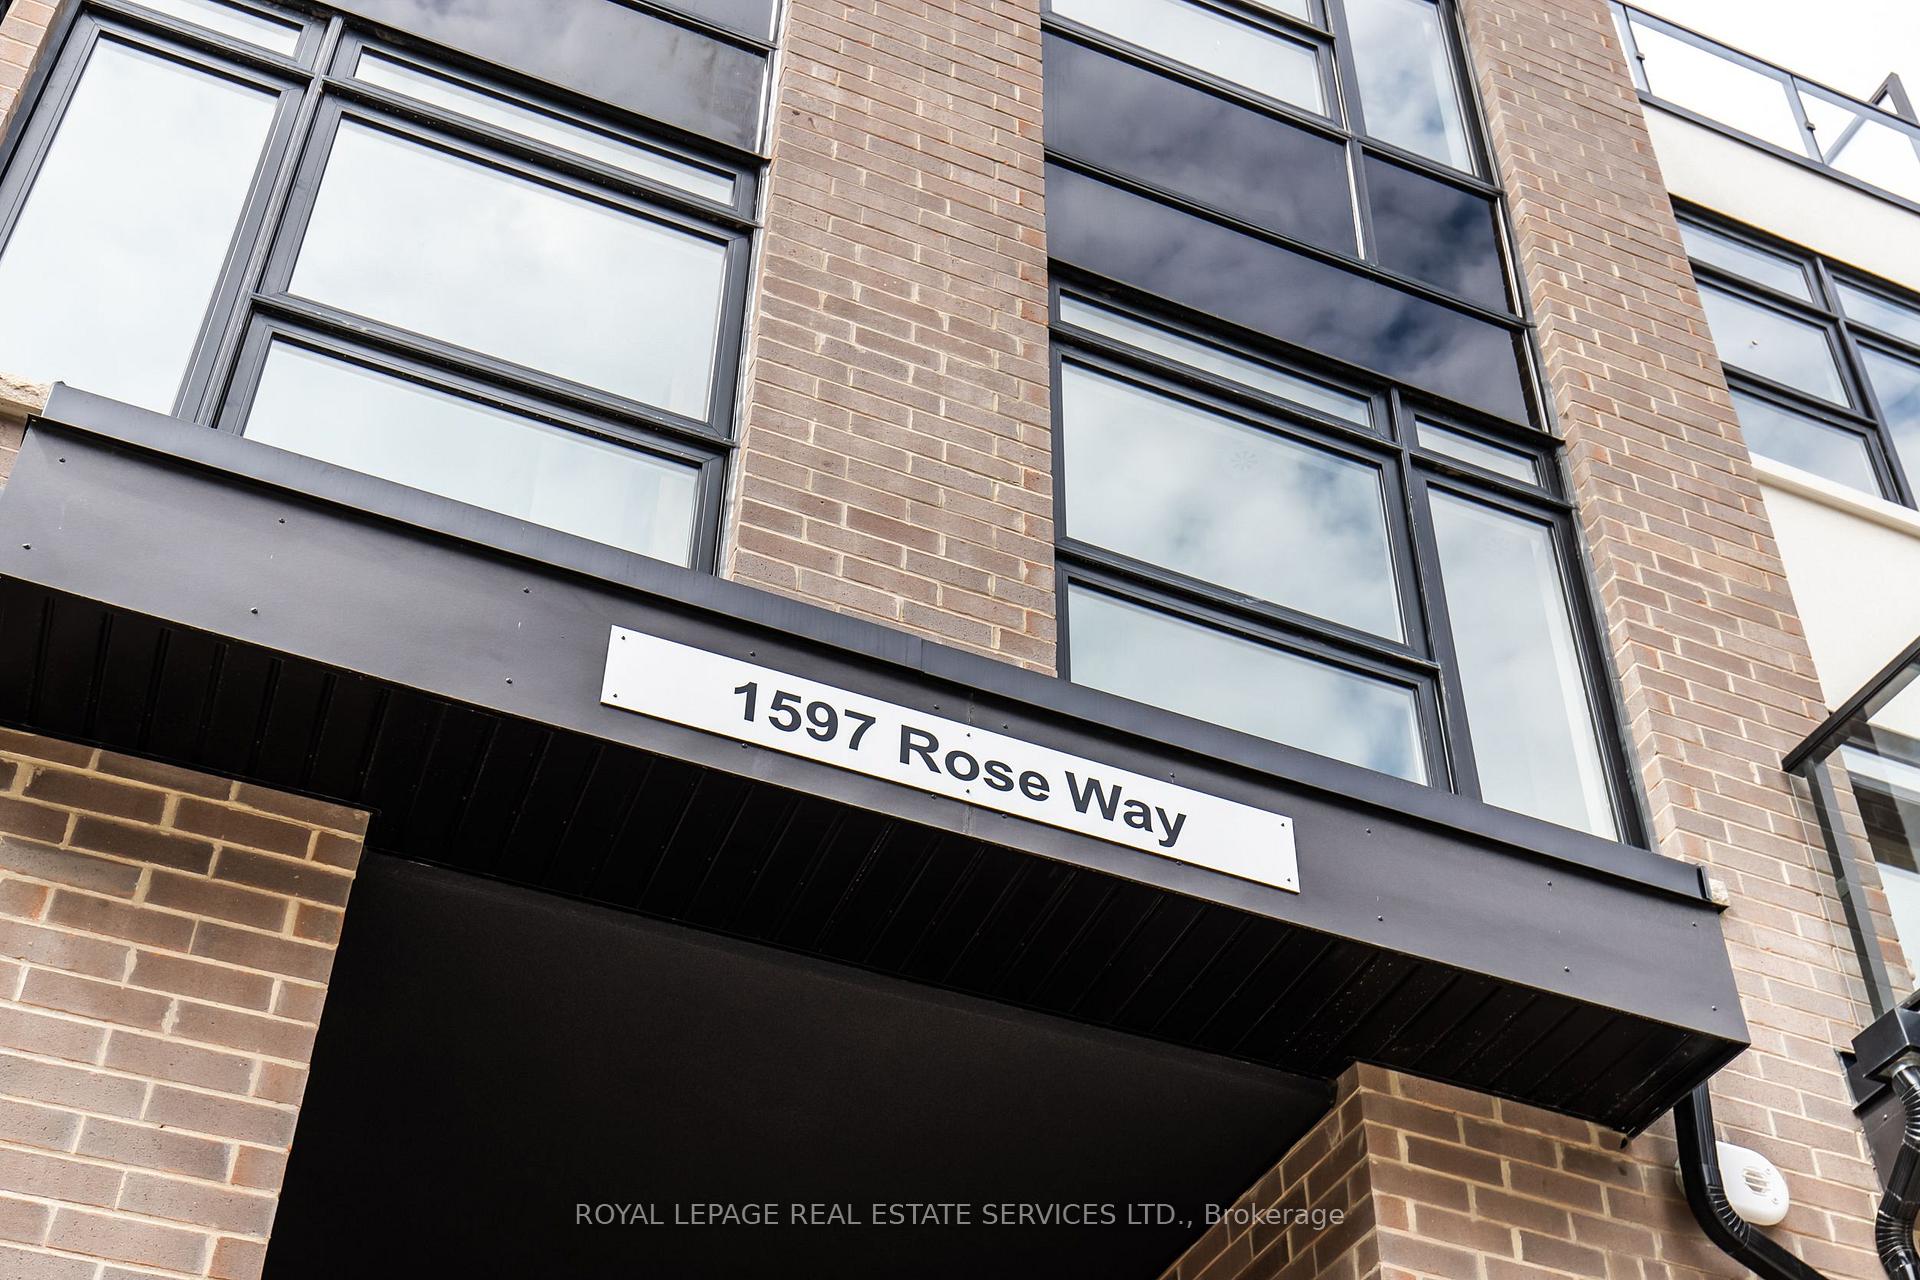 1597 Rose Way
ROYAL LEPAGE REAL ESTATE SERVICES LTD., Brokerage